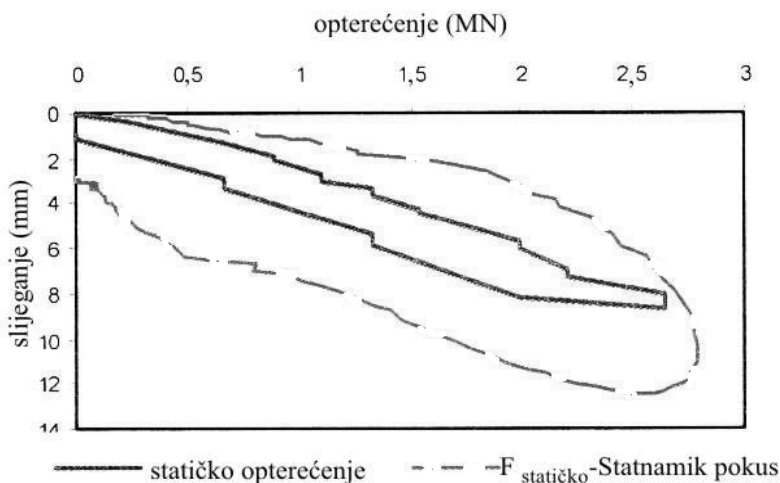 opterećenje (MN)
0 0,5 1 1,5 2 2,5 3
slijeganje (mm)
0
2
4
6
8
10
12
14
statičko opterećenje
F statičko-Statnamik pokus